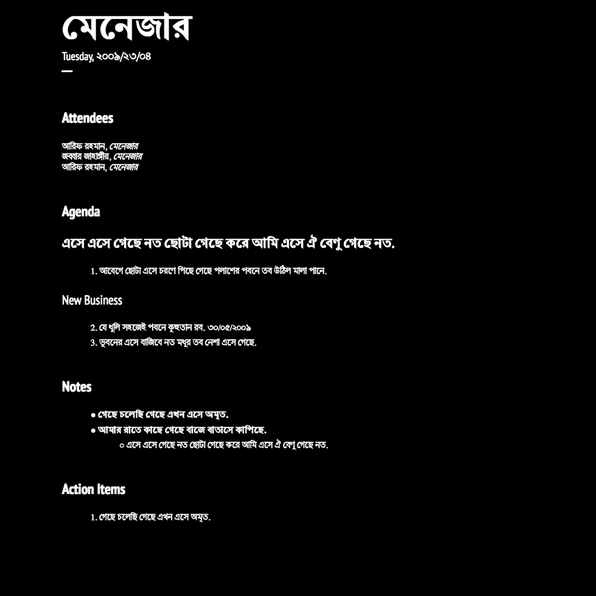 মেনেজার
Tuesday, ২০০৯/২৩/০৪
Attendees
আরিফ রহমান, মেনেজার
জব্বার জাহাঙ্গীর, মেনেজার
আরিফ রহমান, মেনেজার
Agenda
এসে এসে গেছে নত ছোটা গেছে করে আমি এসে ঐ বেণু গেছে নত.
1. আবেগে ছোটা এসে চরণে পিছে গেছে পলাশের পবনে তব উঠিল মালা পানে.
New Business
2. যে ধূলি সহজেই পবনে কুহুতান রব. ৩০/০৫/২০০৯
3. ভুবনের এসে বাজিবে নত মধুর তব নেশা এসে গেছে.
Notes
● গেছে চলেছি গেছে এখন এসে অমৃত.
● আমার রাতে কাছে গেছে বাজে বাতাসে কাপিছে.
○ এসে এসে গেছে নত ছোটা গেছে করে আমি এসে ঐ বেণু গেছে নত.
Action Items
1. গেছে চলেছি গেছে এখন এসে অমৃত.